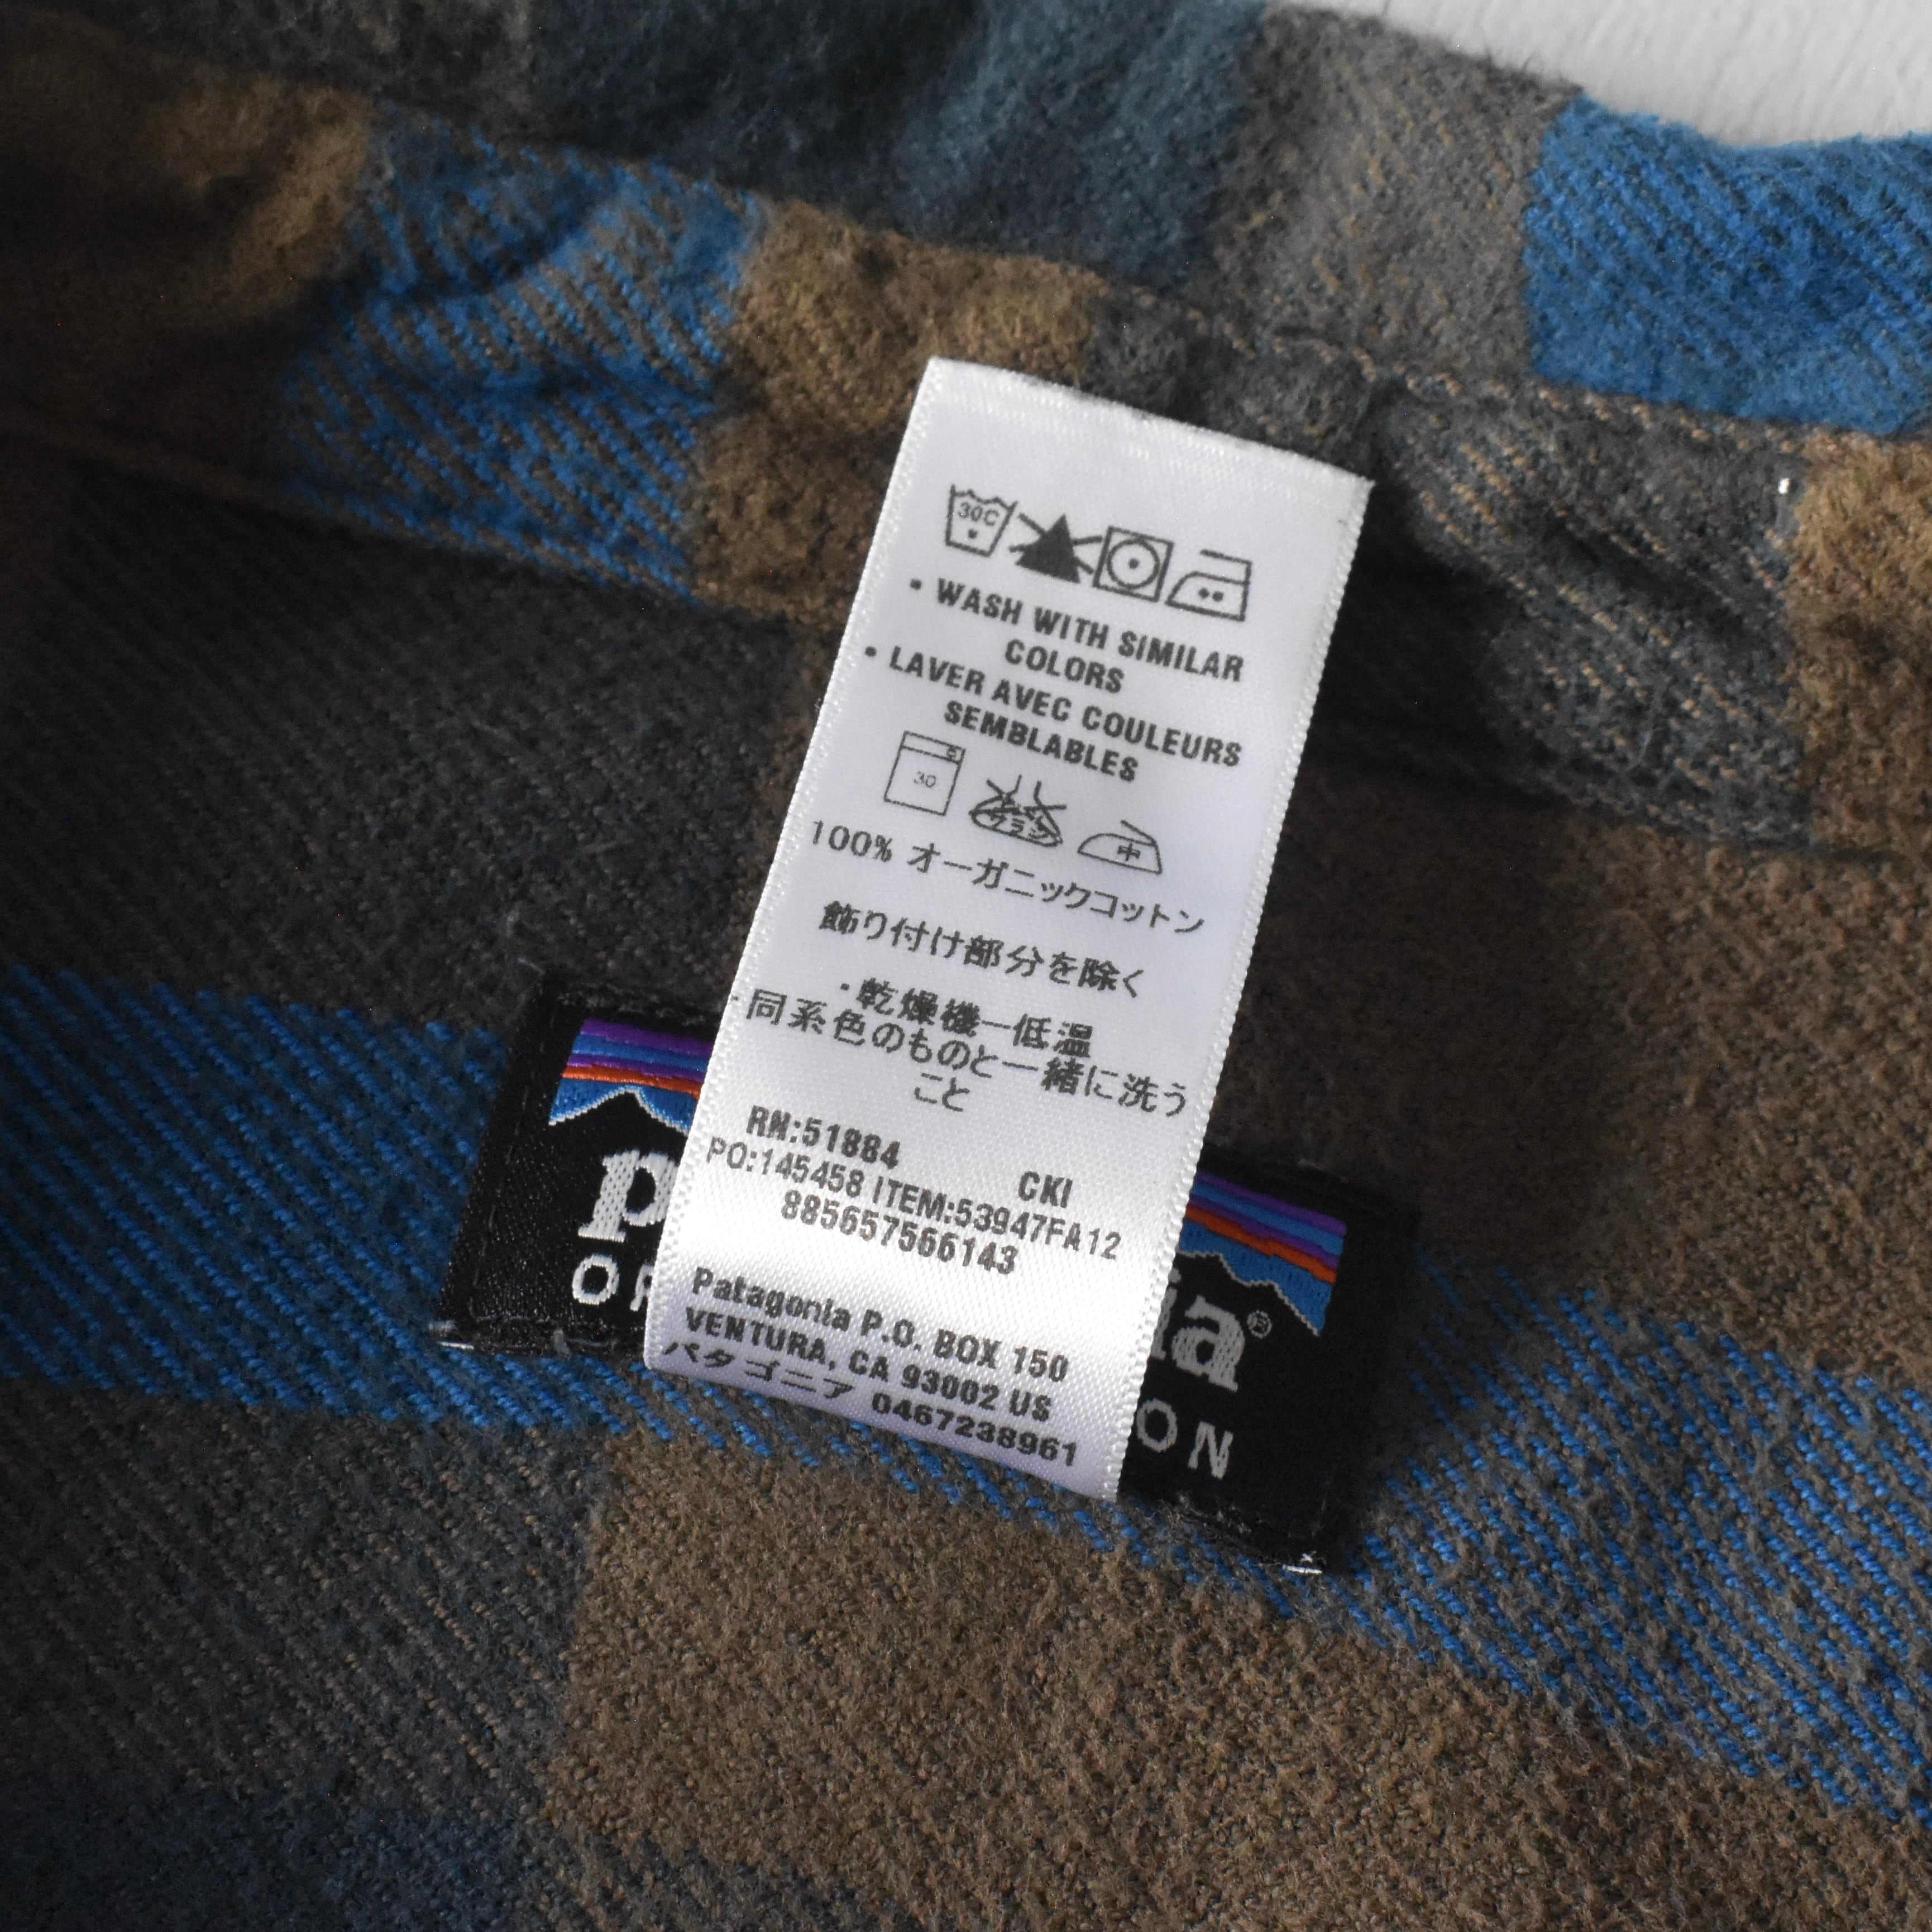 30C
• WASH WITH SIMILAR
COLORS
• LAVER AVEC COULEURS
SEMBLABLES
30
中
100% オーガニックコットン
飾り付け部分を除く
・乾燥機ー低温
・同系色のものと一緒に洗う
こと
RN:51884 CKI
PO:145458 ITEM:53947FA12
885657566143
Patagonia P.O. BOX 150
VENTURA, CA 93002 US
パタゴニア 0467238961
p ia®
O ON